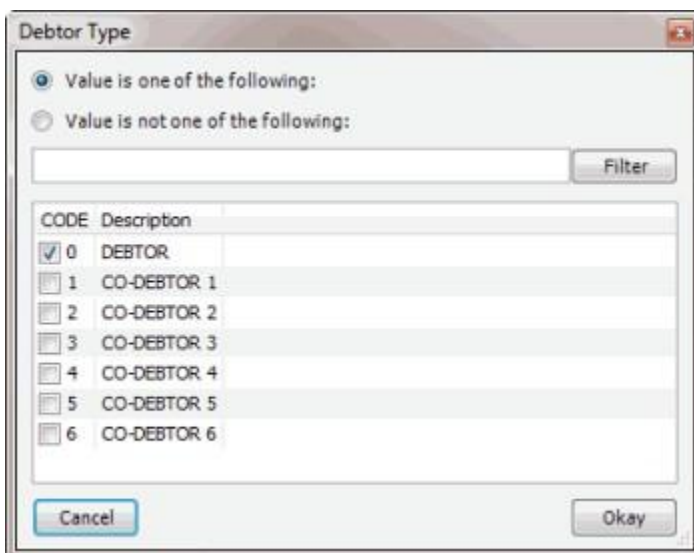 Debtor Type
Value is one of the following:
Value is not one of the following:
Filter
CODE Description
0 DEBTOR
1 CO-DEBTOR 1
2 CO-DEBTOR 2
3 CO-DEBTOR 3
4 CO-DEBTOR 4
5 CO-DEBTOR 5
6 CO-DEBTOR 6
Cancel Okay